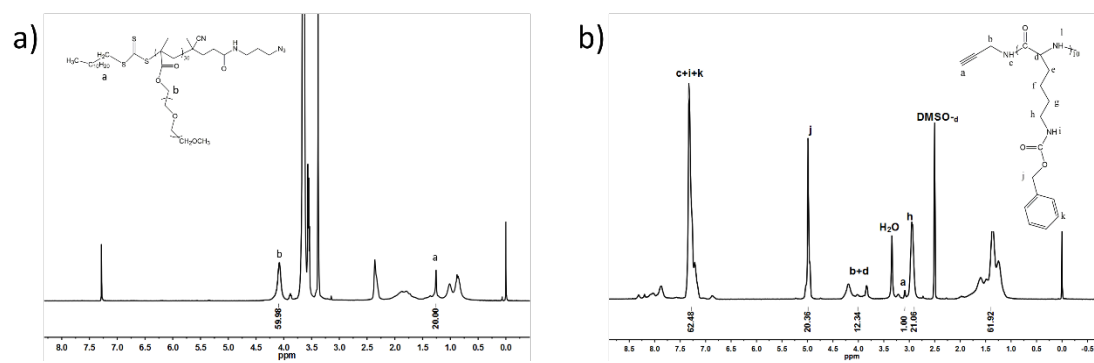 a)
S
CN
H
N
N3
H3C
H2
C
S
S
30
O
O
a
O
b
O
CH2OCH3
b
a
59.98
20.00
8.0 7.5 7.0 6.5 6.0 5.5 5.0 4.5 4.0 3.5 3.0 2.5 2.0 1.5 1.0 0.5 0.0
ppm
b)
O
H
N
l
b
NH
c
d
10
a
e
f
g
h
NH i
O
O
j
k
c+i+k
j
DMSO-d
H2O
h
b+d
a
62.48
20.36
12.34
1.00
21.06
61.92
8.5 8.0 7.5 7.0 6.5 6.0 5.5 5.0 4.5 4.0 3.5 3.0 2.5 2.0 1.5 1.0 0.5 0.0 -0.5
ppm